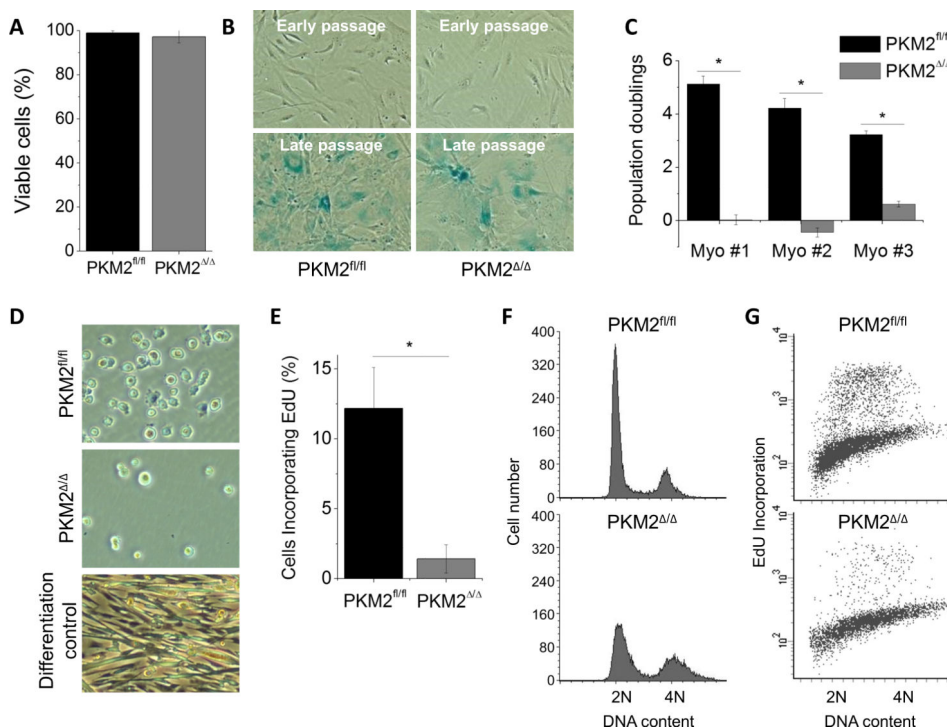 A
Viable cells (%)
100
80
60
40
20
0
PKM2fl/fl
PKM2Δ/Δ
B
Early passage
Early passage
Late passage
Late passage
PKM2fl/fl
PKM2Δ/Δ
C
PKM2fl/fl
PKM2Δ/Δ
Population doublings
6
4
2
0
*
*
*
Myo #1
Myo #2
Myo #3
D
PKM2fl/fl
PKM2Δ/Δ
Differentiation
control
E
Cells Incorporating EdU (%)
15
10
5
0
*
PKM2fl/fl
PKM2Δ/Δ
F
PKM2fl/fl
400
320
240
160
80
0
Cell number
PKM2Δ/Δ
400
320
240
160
80
0
2N
4N
DNA content
G
PKM2fl/fl
10⁴
10³
10²
EdU Incorporation
PKM2Δ/Δ
10⁴
10³
10²
2N
4N
DNA content